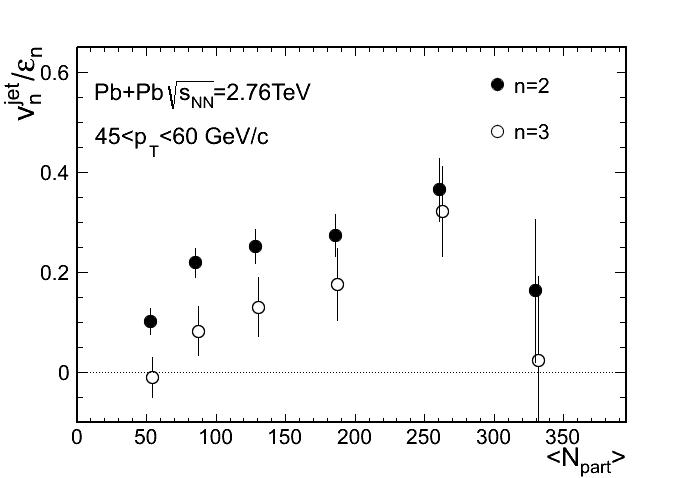 v_n^jet/ε_n
0.6
0.4
0.2
0
Pb+Pb √s_NN=2.76TeV
45<p_T<60 GeV/c
n=2
n=3
0 50 100 150 200 250 300 350
<N_part>